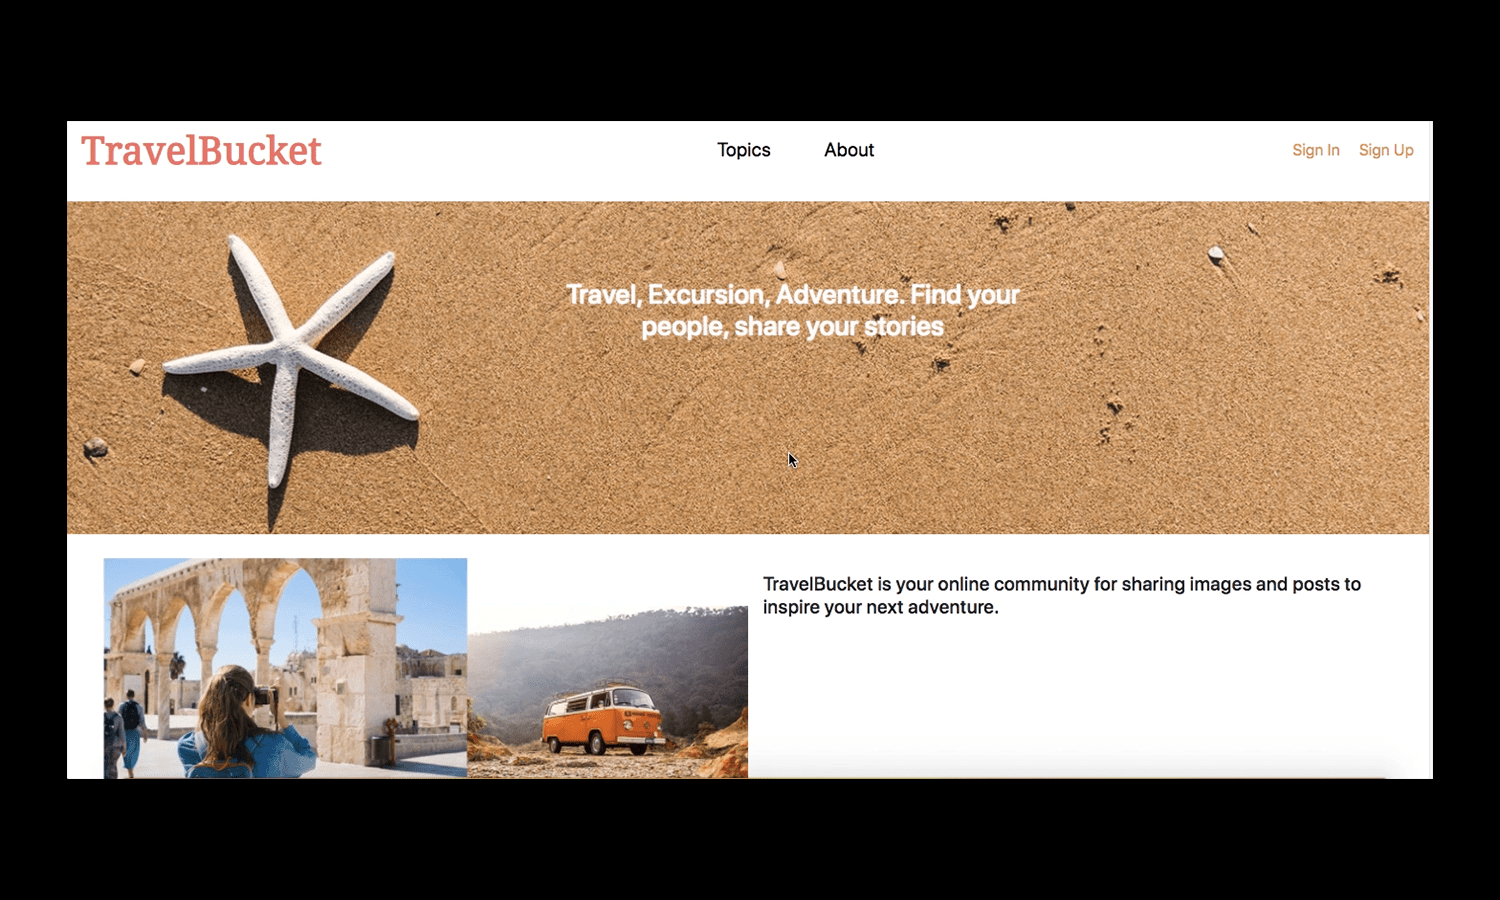 TravelBucket
Topics
About
Sign In
Sign Up
Travel, Excursion, Adventure. Find your
people, share your stories
TravelBucket is your online community for sharing images and posts to
inspire your next adventure.